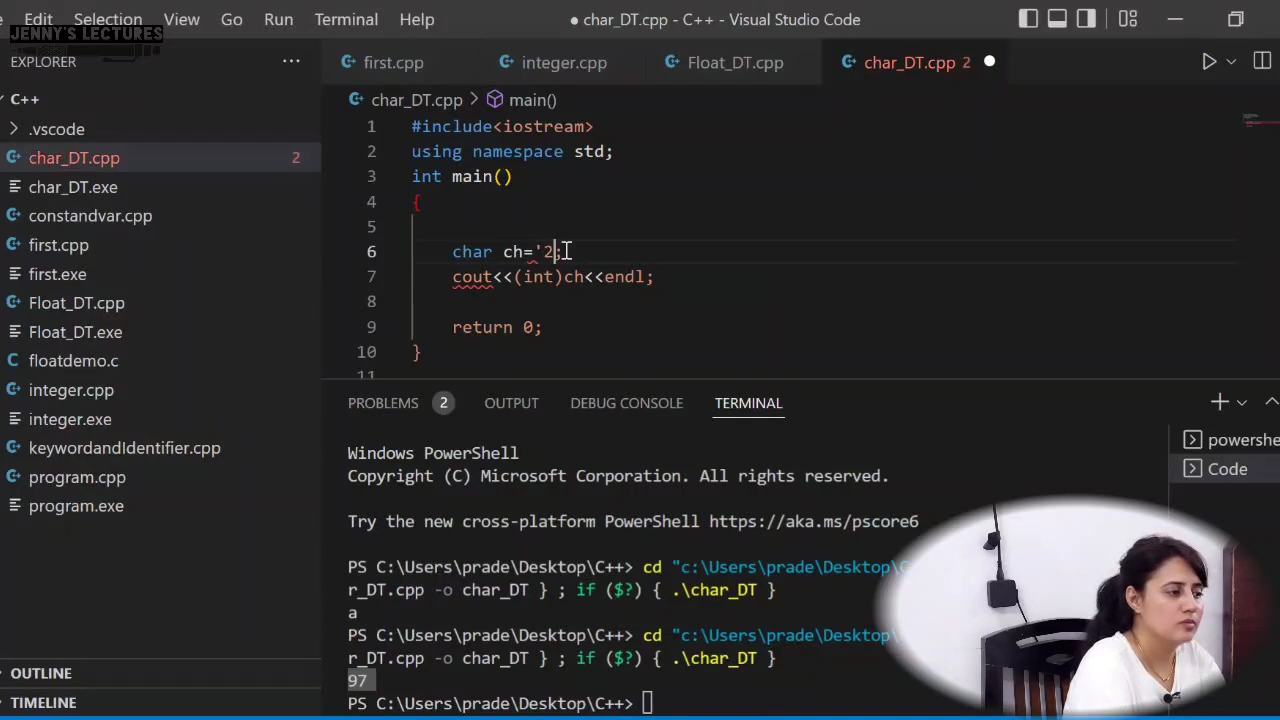 Edit Selection View Go Run Terminal Help
● char_DT.cpp - C++ - Visual Studio Code
JENNY'S LECTURES
EXPLORER ...
first.cpp integer.cpp Float_DT.cpp char_DT.cpp 2 ●
C++
char_DT.cpp > main()
.vscode
char_DT.cpp 2
char_DT.exe
constandvar.cpp
first.cpp
first.exe
Float_DT.cpp
Float_DT.exe
floatdemo.c
integer.cpp
integer.exe
keywordandIdentifier.cpp
program.cpp
program.exe
OUTLINE
TIMELINE
1 #include<iostream>
2 using namespace std;
3 int main()
4 {
5
6 char ch='2;
7 cout<<(int)ch<<endl;
8
9 return 0;
10 }
11
PROBLEMS 2 OUTPUT DEBUG CONSOLE TERMINAL
powershe
Code
Windows PowerShell
Copyright (C) Microsoft Corporation. All rights reserved.
Try the new cross-platform PowerShell https://aka.ms/pscore6
PS C:\Users\prade\Desktop\C++> cd "c:\Users\prade\Desktop\C
r_DT.cpp -o char_DT } ; if ($?) { .\char_DT }
a
PS C:\Users\prade\Desktop\C++> cd "c:\Users\prade\Desktop\
r_DT.cpp -o char_DT } ; if ($?) { .\char_DT }
97
PS C:\Users\prade\Desktop\C++>